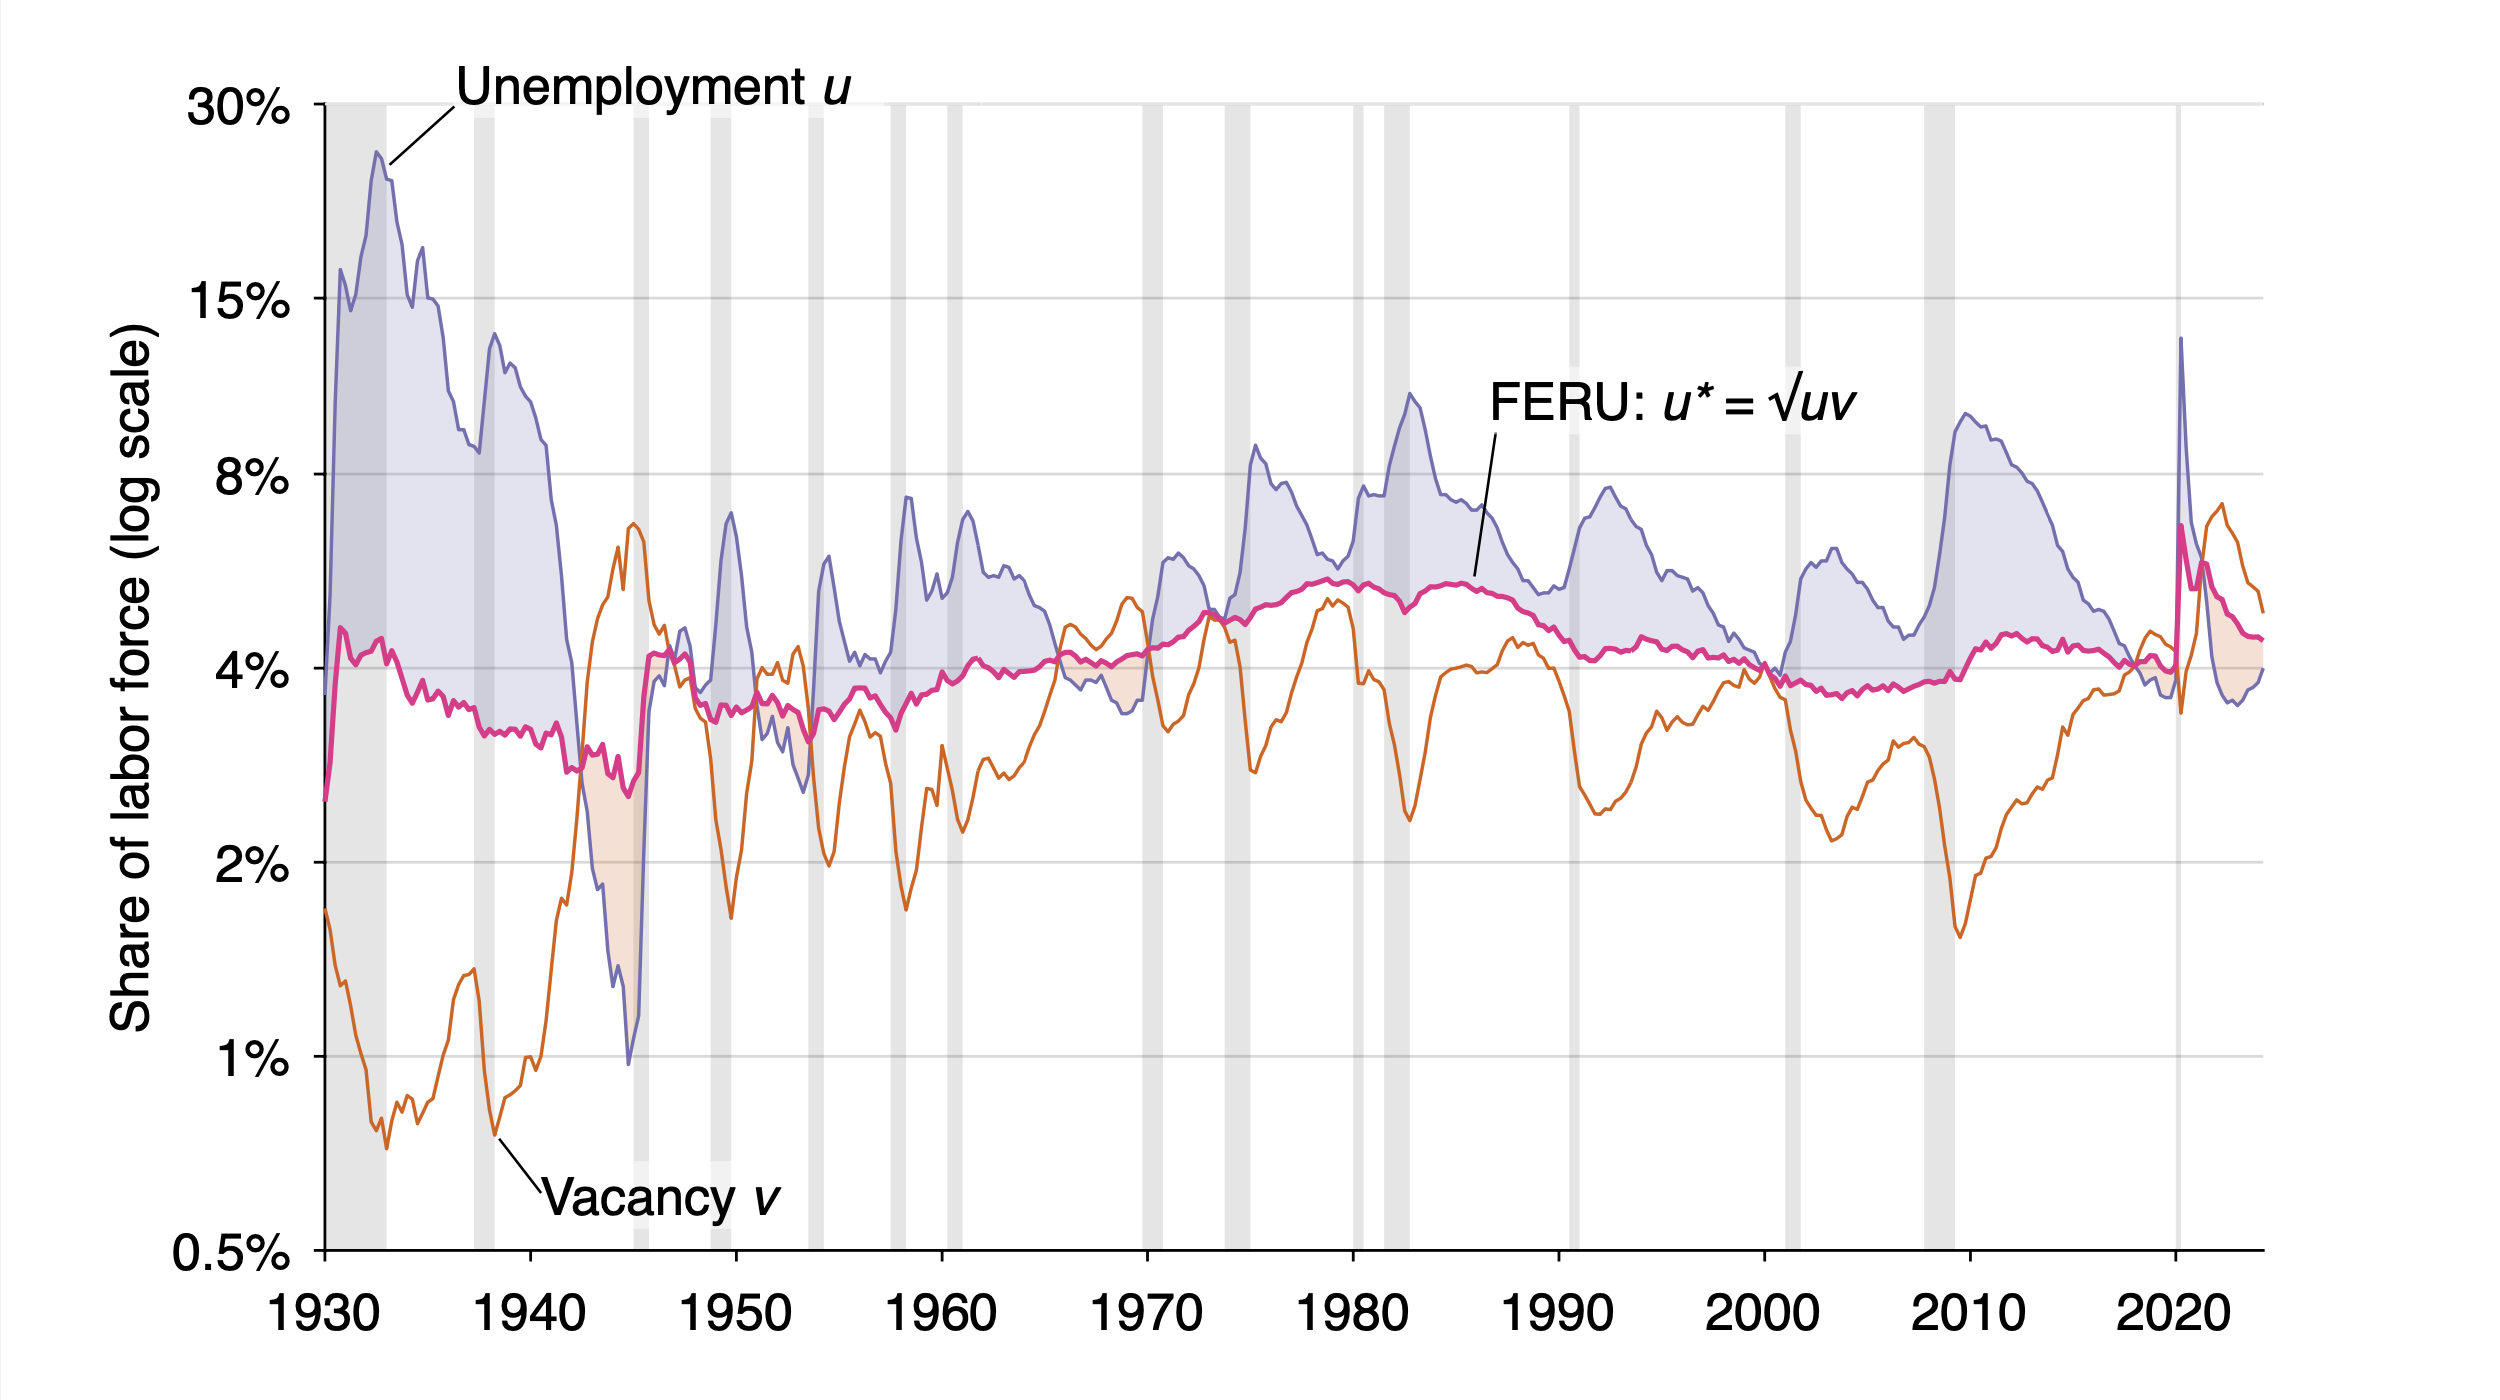 Unemployment u
30%
15%
FERU: u* = √uv
8%
4%
2%
1%
Vacancy v
0.5%
Share of labor force (log scale)
1930 1940 1950 1960 1970 1980 1990 2000 2010 2020